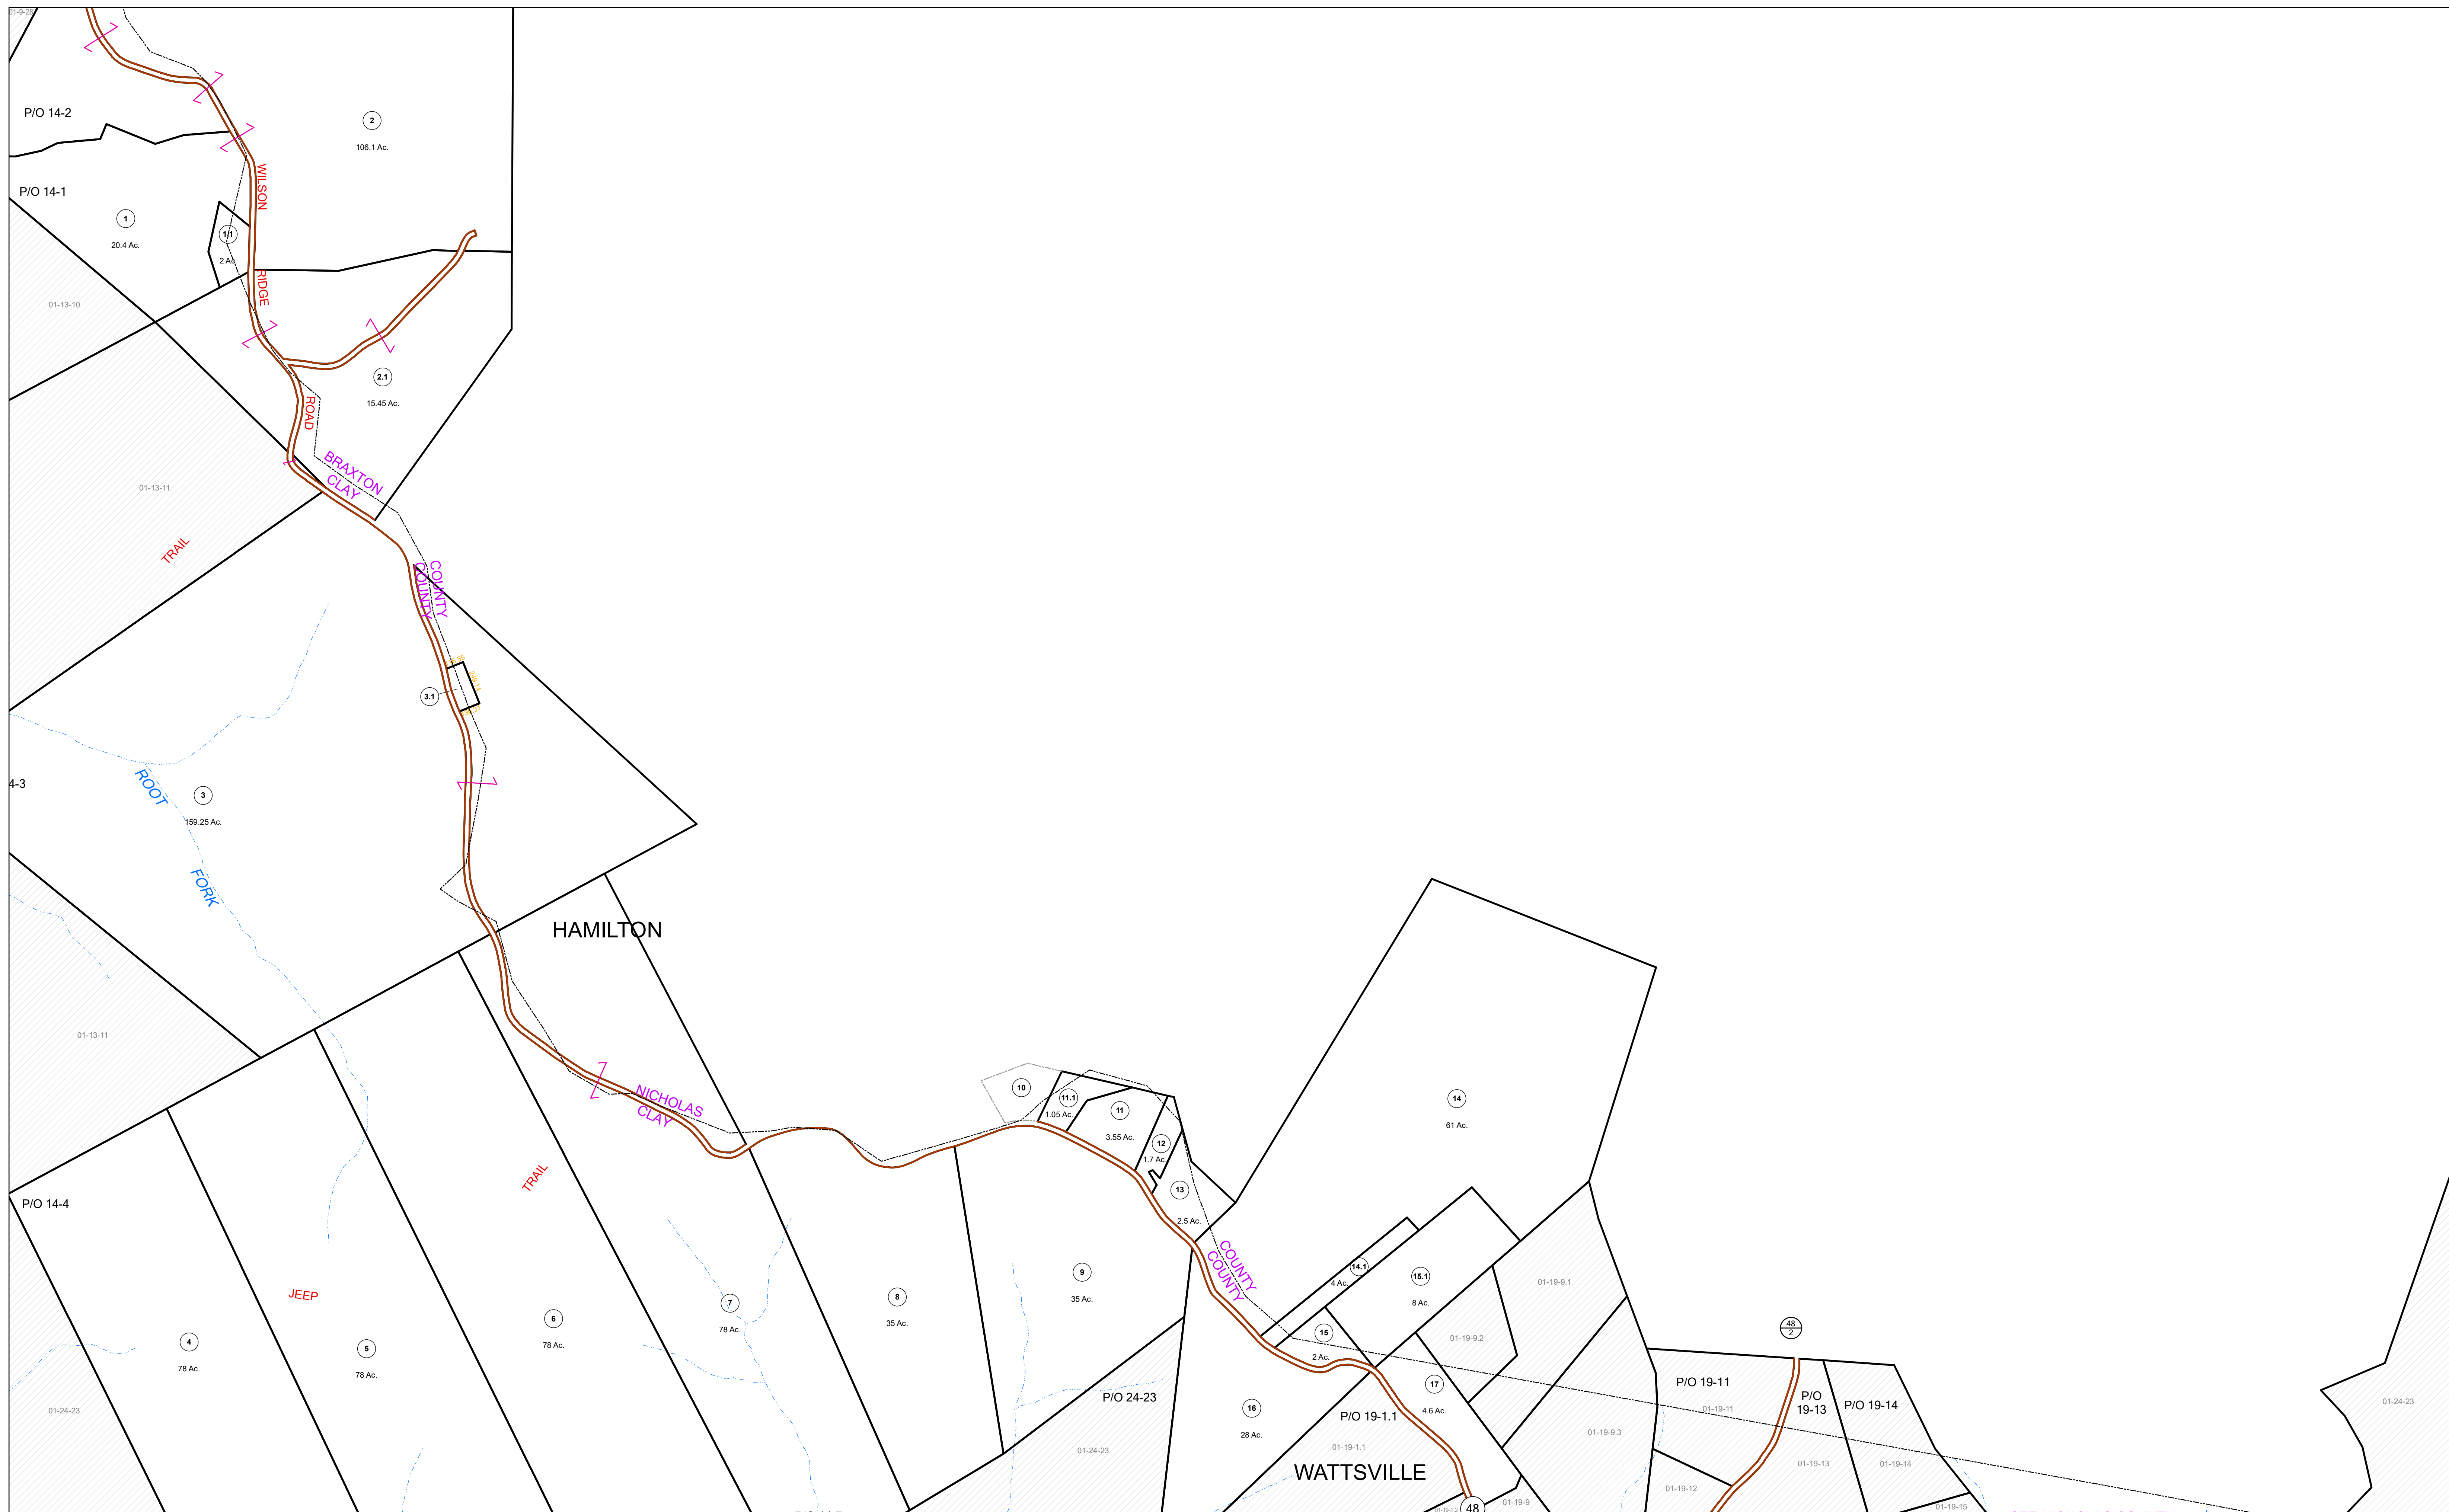 01-9-28
P/O 14-2
2
106.1 Ac.
P/O 14-1
1
20.4 Ac.
2 Ac.
WILSON
RIDGE
ROAD
01-13-10
2.1
15.45 Ac.
BRAXTON
CLAY
01-13-11
TRAIL
COUNTY
COUNTY
3.1
4-3
ROOT
FORK
3
159.25 Ac.
HAMILTON
01-13-11
NICHOLAS
CLAY
10
11.1
1.05 Ac.
11
3.55 Ac.
12
1.7 Ac.
13
2.5 Ac.
14
61 Ac.
P/O 14-4
TRAIL
JEEP
4
78 Ac.
5
78 Ac.
6
78 Ac.
7
78 Ac.
8
35 Ac.
9
35 Ac.
COUNTY
COUNTY
14.1
4 Ac.
15.1
8 Ac.
15
2 Ac.
01-19-9.1
01-19-9.2
48
2
P/O 24-23
17
4.6 Ac.
16
28 Ac.
P/O 19-1.1
01-19-1.1
P/O 19-11
01-19-11
P/O
19-13
P/O 19-14
01-24-23
01-24-23
01-24-23
01-19-9.3
WATTSVILLE
01-19-13
01-19-14
01-19-12
48
01-19-9
01-19-15